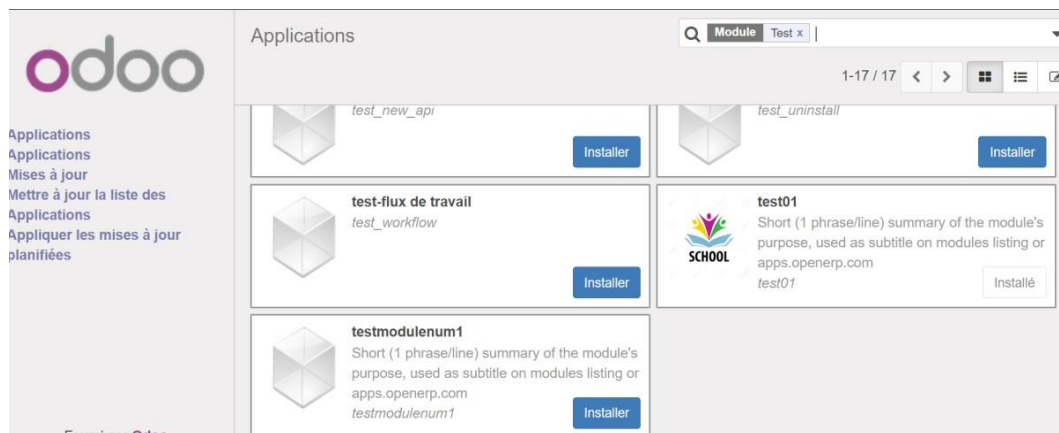 odoo
Applications
Module Test x
1-17 / 17
Applications
Applications
Mises à jour
Mettre à jour la liste des
Applications
Appliquer les mises à jour
planifiées
test_new_api
Installer
test_uninstall
Installer
test-flux de travail
test_workflow
Installer
SCHOOL
test01
Short (1 phrase/line) summary of the module's
purpose, used as subtitle on modules listing or
apps.openerp.com
test01
Installé
testmodulenum1
Short (1 phrase/line) summary of the module's
purpose, used as subtitle on modules listing or
apps.openerp.com
testmodulenum1
Installer
Odoo